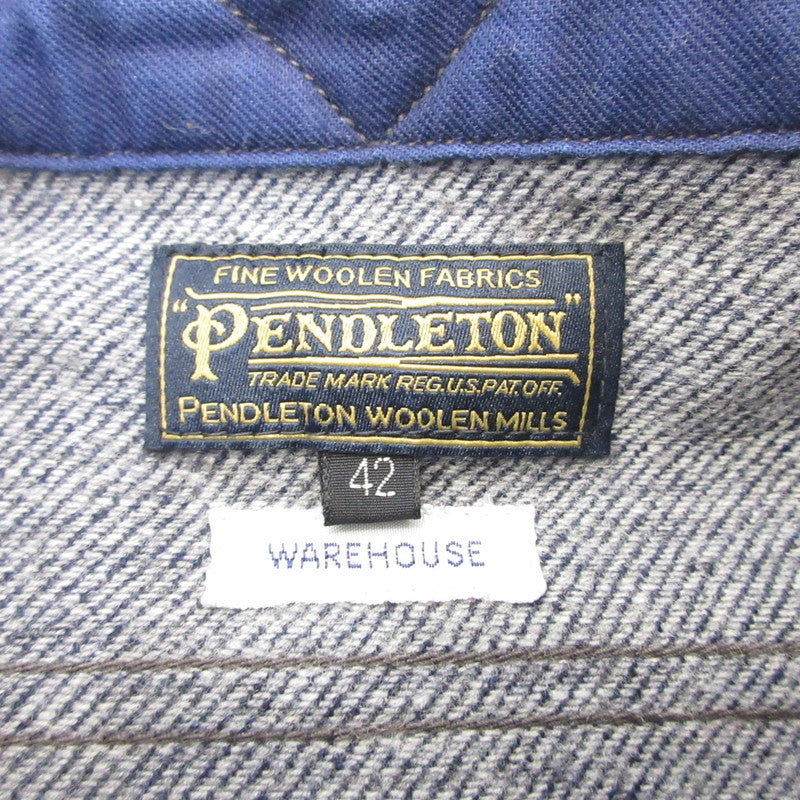 FINE WOOLEN FABRICS
"PENDLETON"
TRADE MARK REG.U.S.PAT.OFF.
PENDLETON WOOLEN MILLS
42
WAREHOUSE